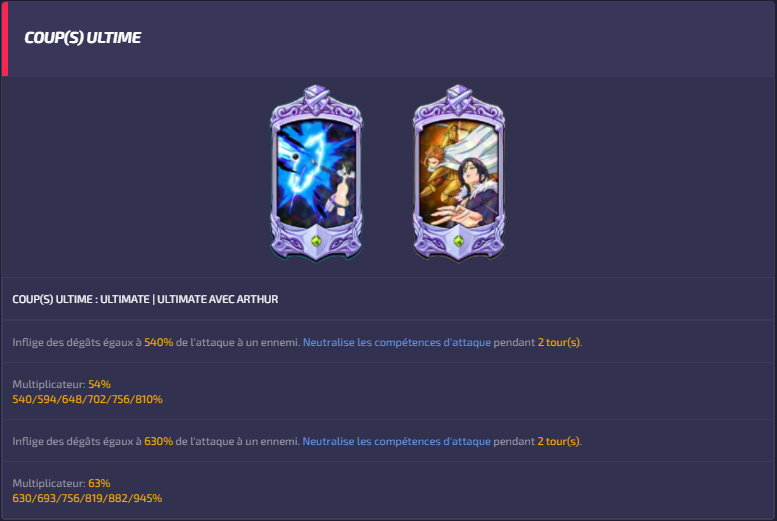 COUP(S) ULTIME
COUP(S) ULTIME : ULTIMATE | ULTIMATE AVEC ARTHUR
Inflige des dégâts égaux à 540% de l'attaque à un ennemi. Neutralise les compétences d'attaque pendant 2 tour(s).
Multiplicateur: 54%
540/594/648/702/756/810%
Inflige des dégâts égaux à 630% de l'attaque à un ennemi. Neutralise les compétences d'attaque pendant 2 tour(s).
Multiplicateur: 63%
630/693/756/819/882/945%